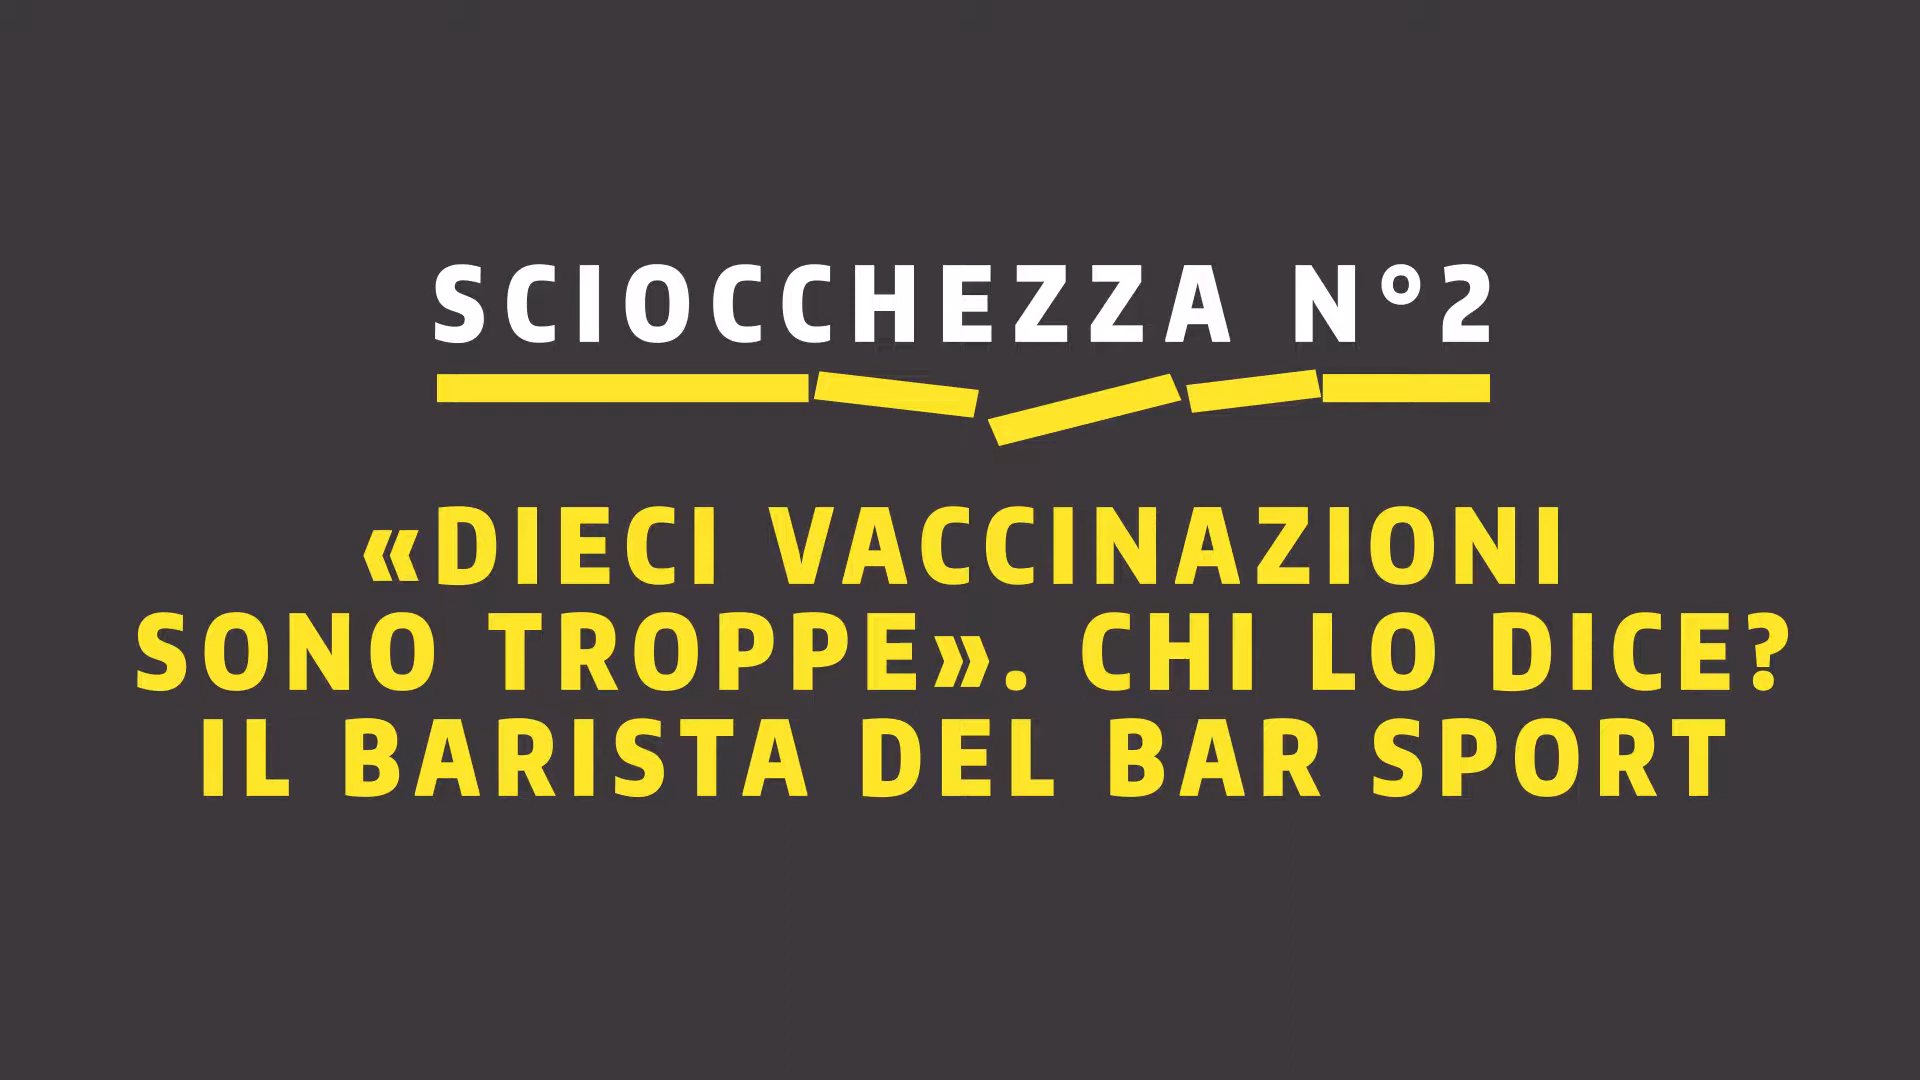 SCIOCCHEZZA N°2
«DIECI VACCINAZIONI
SONO TROPPE». CHI LO DICE?
IL BARISTA DEL BAR SPORT